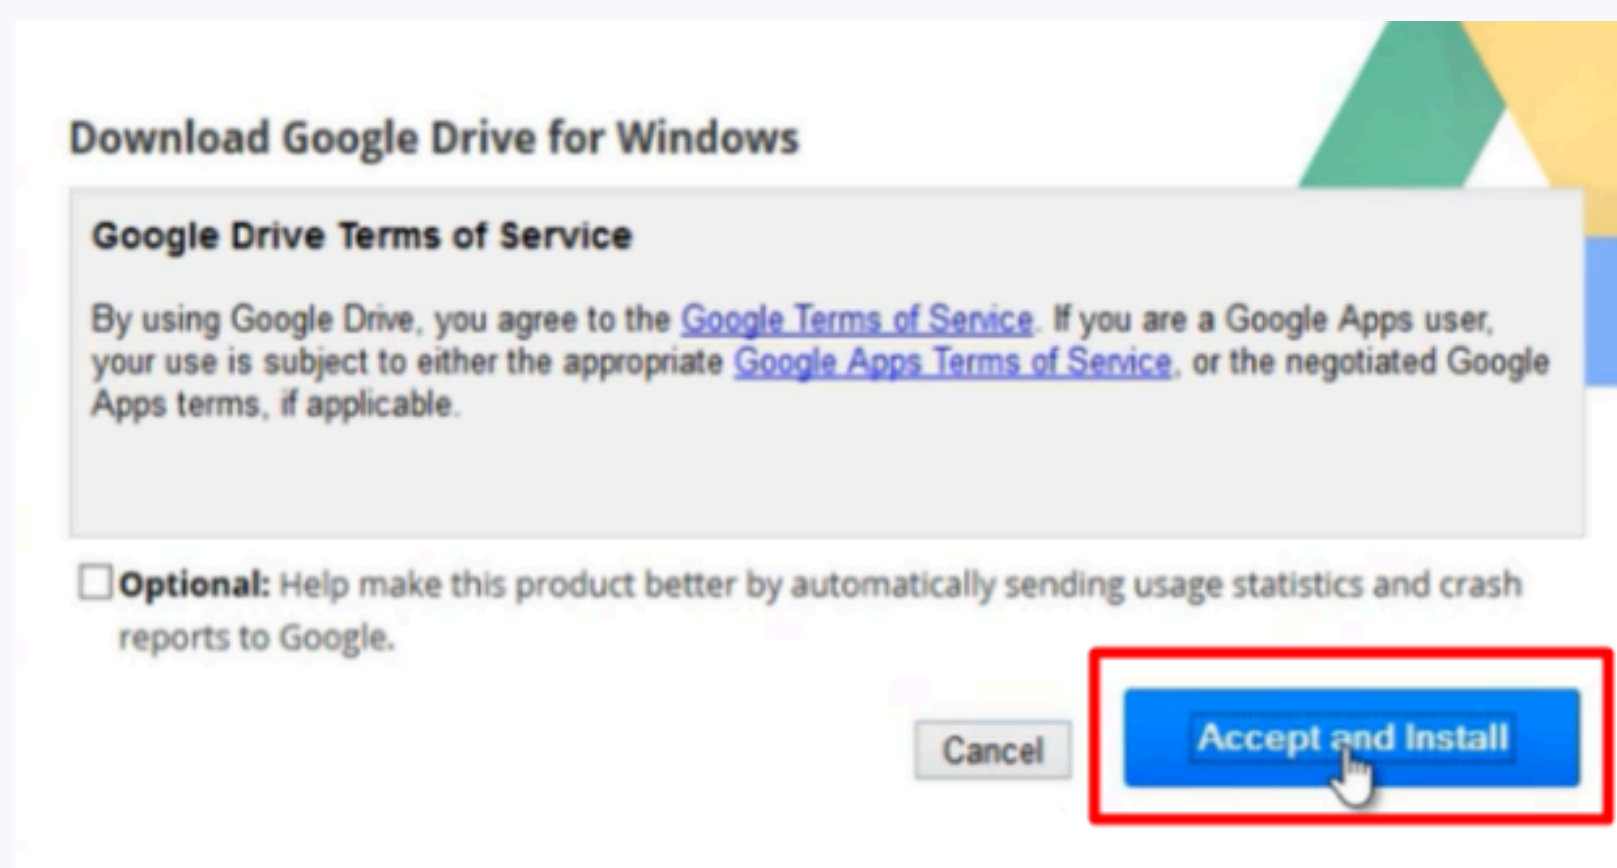 Download Google Drive for Windows
Google Drive Terms of Service
By using Google Drive, you agree to the Google Terms of Service. If you are a Google Apps user,
your use is subject to either the appropriate Google Apps Terms of Service, or the negotiated Google
Apps terms, if applicable.
Optional: Help make this product better by automatically sending usage statistics and crash
reports to Google.
Cancel
Accept and Install